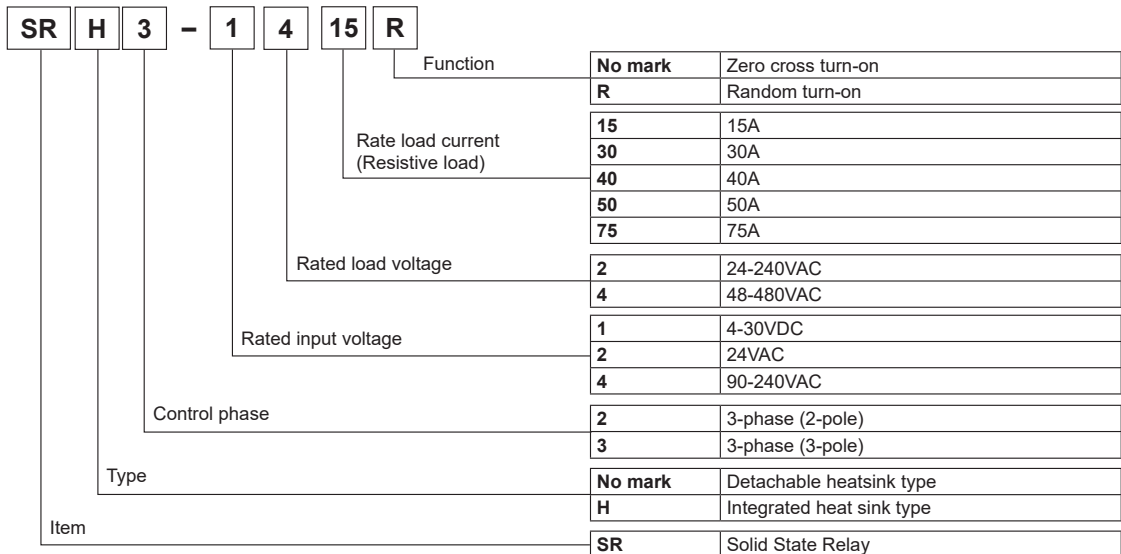 SR H 3 – 1 4 15 R
Function
No mark Zero cross turn-on
R Random turn-on
Rate load current
(Resistive load)
15 15A
30 30A
40 40A
50 50A
75 75A
Rated load voltage
2 24-240VAC
4 48-480VAC
Rated input voltage
1 4-30VDC
2 24VAC
4 90-240VAC
Control phase
2 3-phase (2-pole)
3 3-phase (3-pole)
Type
No mark Detachable heatsink type
H Integrated heat sink type
Item
SR Solid State Relay